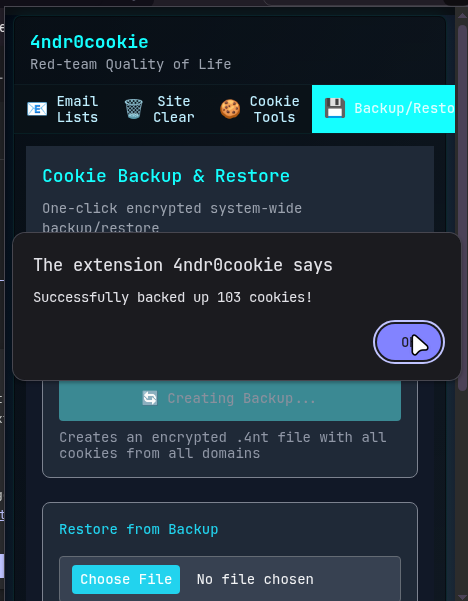 4ndr0cookie
Red-team Quality of Life
Email Lists
Site Clear
Cookie Tools
Backup/Resto
Cookie Backup & Restore
One-click encrypted system-wide
backup/restore
The extension 4ndr0cookie says
Successfully backed up 103 cookies!
Creating Backup...
Creates an encrypted .4nt file with all
cookies from all domains
Restore from Backup
Choose File No file chosen